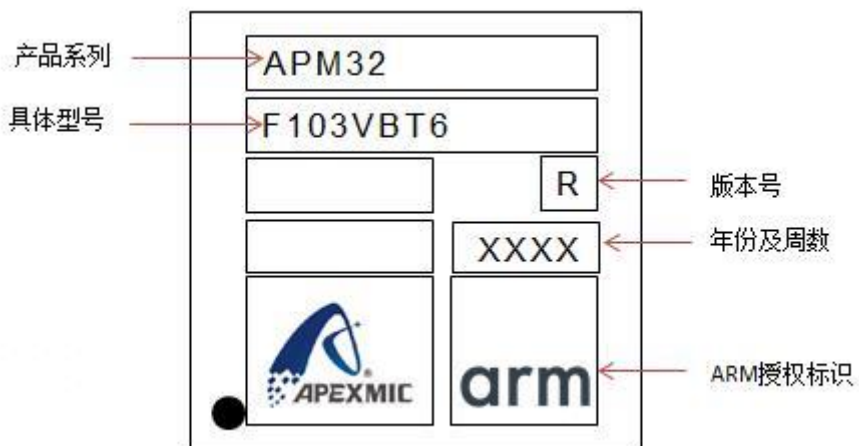 产品系列
APM32
具体型号
F103VBT6
R
版本号
XXXX
年份及周数
APEXMIC
®
arm
ARM授权标识